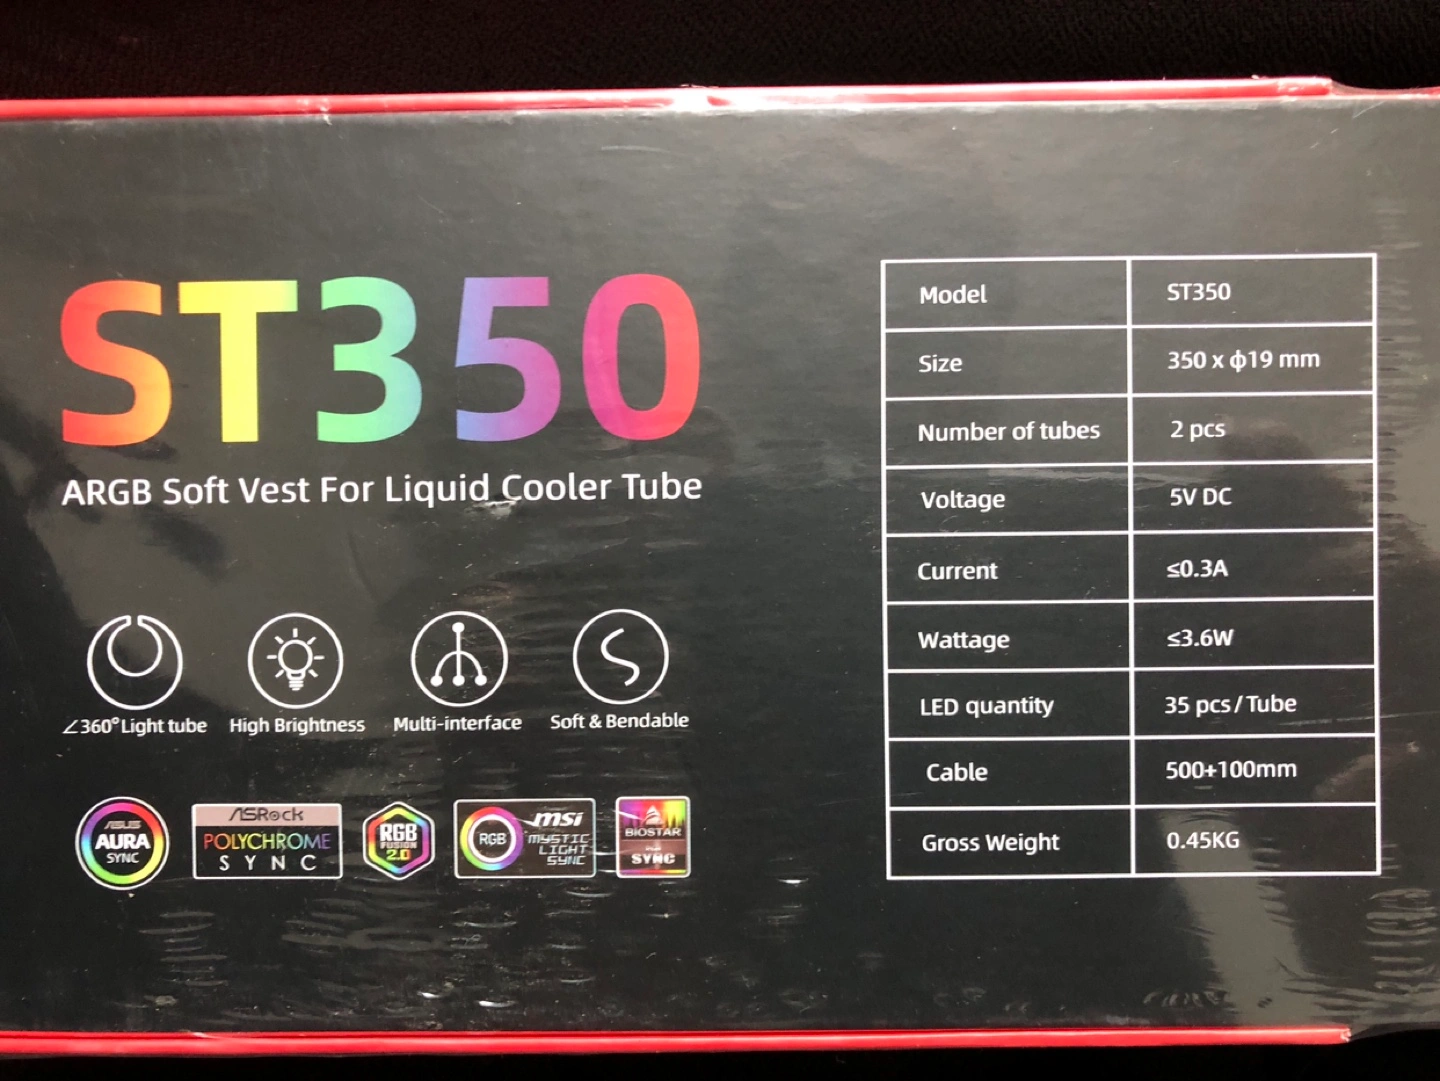 ST350
ARGB Soft Vest For Liquid Cooler Tube
∠360°Light tube
High Brightness
Multi-interface
Soft & Bendable
ASUS
AURA
SYNC
ASRock
POLYCHROME
SYNC
RGB
FUSION
2.0
RGB
msi
MYSTIC
LIGHT
SYNC
BIOSTAR
SYNC
Model ST350
Size 350 x ϕ19 mm
Number of tubes 2 pcs
Voltage 5V DC
Current ≤0.3A
Wattage ≤3.6W
LED quantity 35 pcs/Tube
Cable 500+100mm
Gross Weight 0.45KG